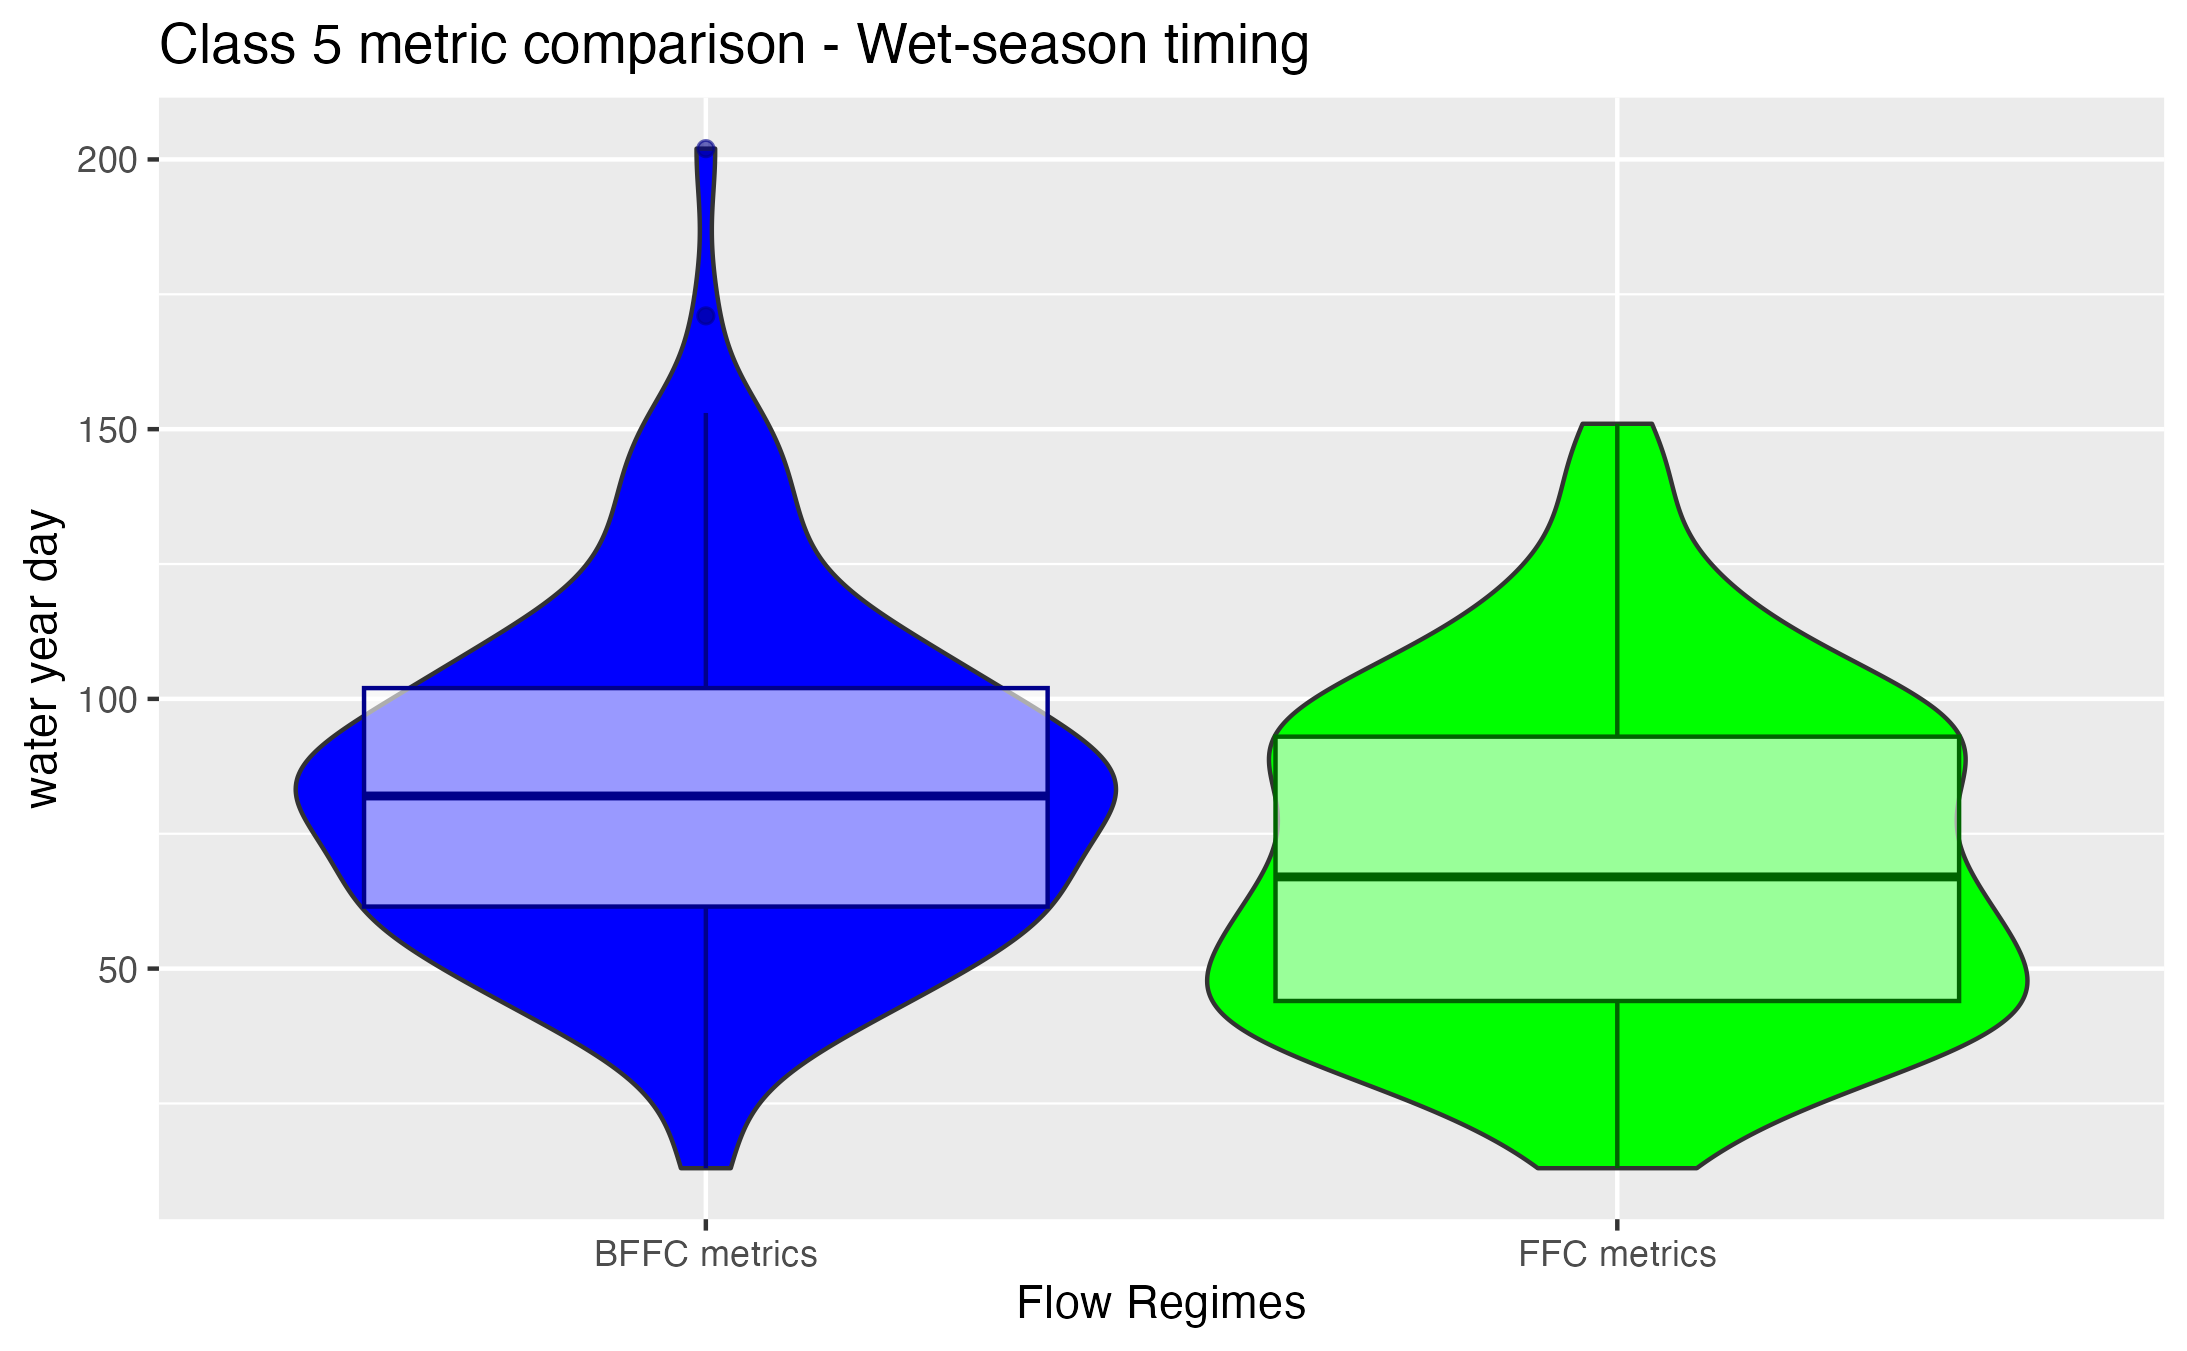 Class 5 metric comparison - Wet-season timing
water year day
200
150
100
50
BFFC metrics
FFC metrics
Flow Regimes